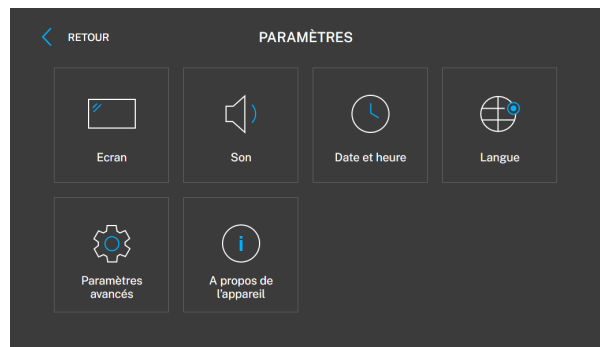 RETOUR
PARAMÈTRES
Ecran
Son
Date et heure
Langue
Paramètres
avancés
A propos de
l'appareil